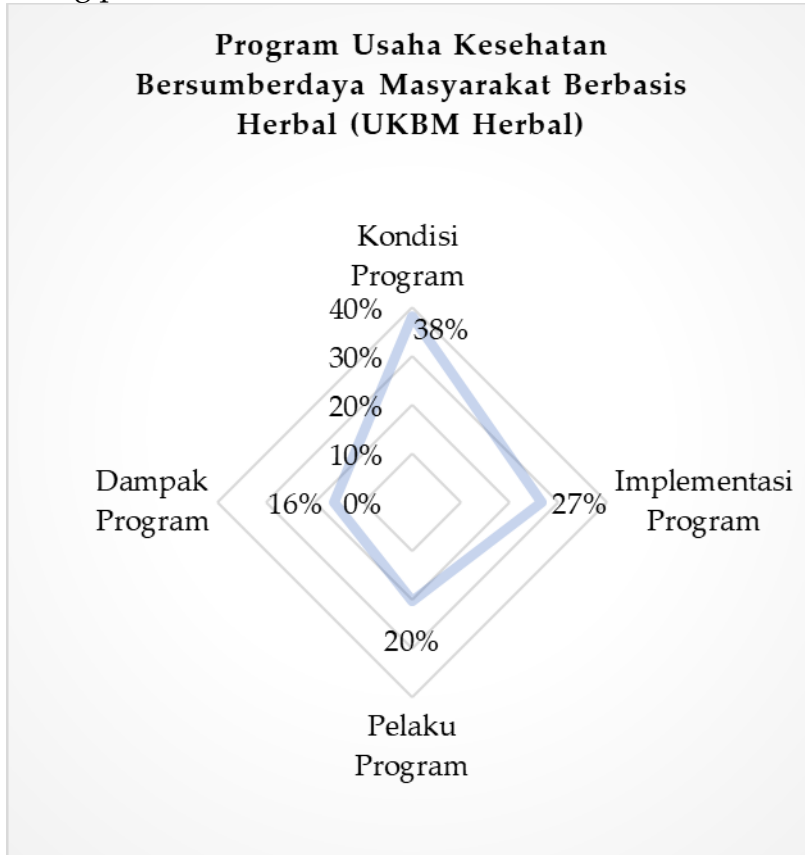 Program Usaha Kesehatan
Bersumberdaya Masyarakat Berbasis
Herbal (UKBM Herbal)
Kondisi
Program
40%
38%
30%
20%
10%
Dampak
Program
16%
0%
27%
Implementasi
Program
20%
Pelaku
Program